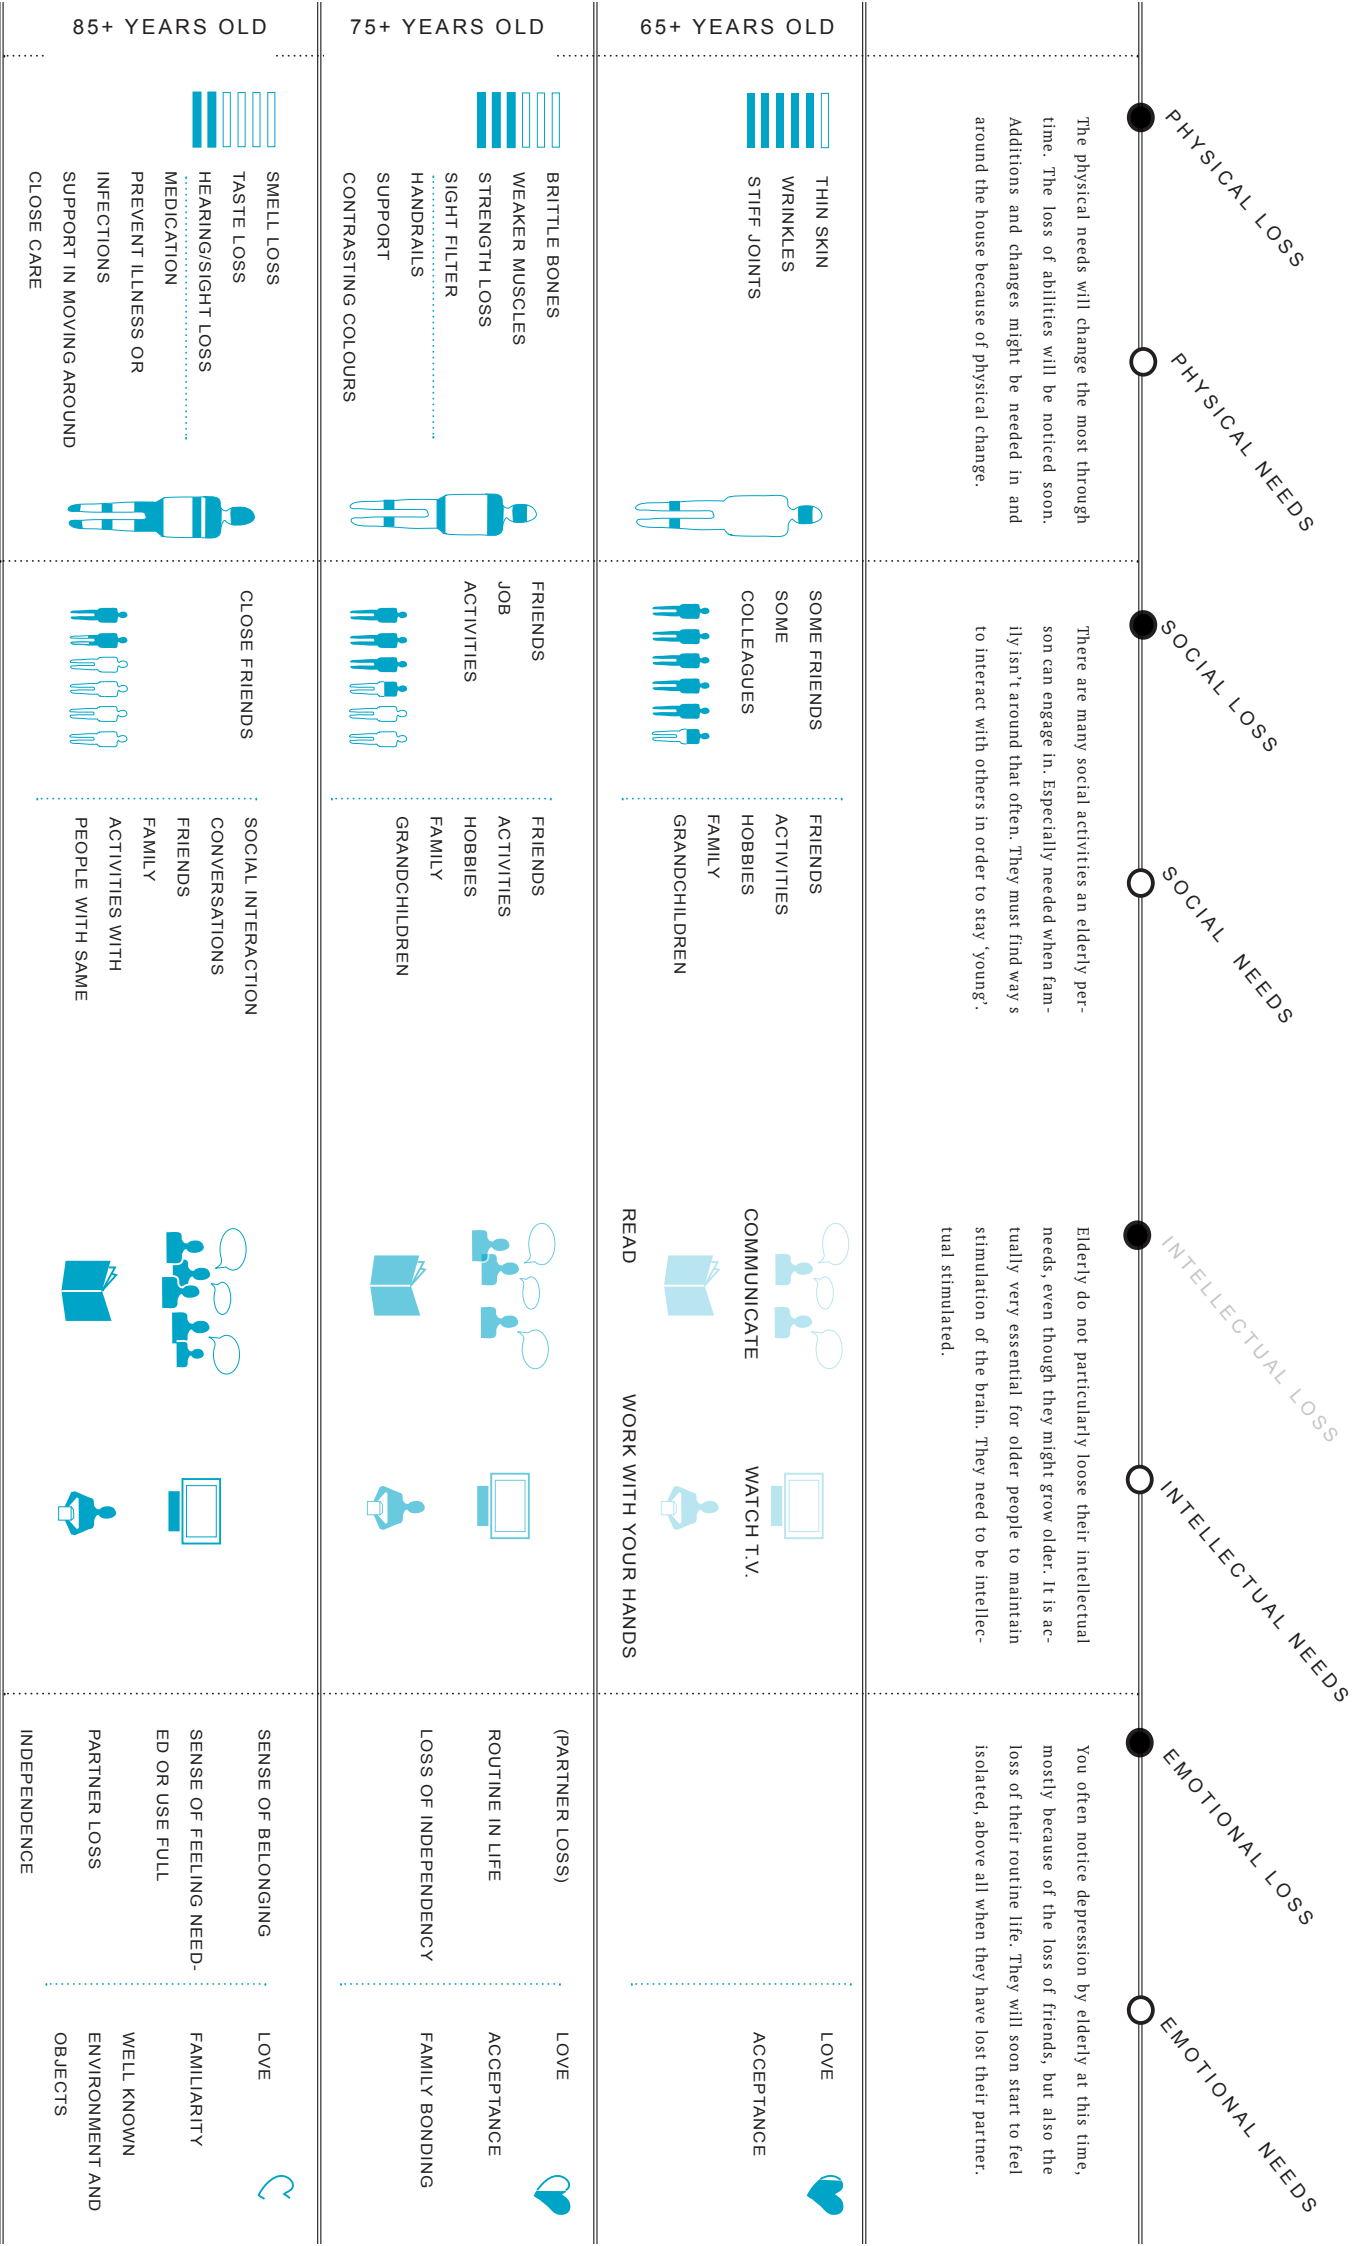 PHYSICAL LOSS
PHYSICAL NEEDS
SOCIAL LOSS
SOCIAL NEEDS
INTELLECTUAL LOSS
INTELLECTUAL NEEDS
EMOTIONAL LOSS
EMOTIONAL NEEDS
The physical needs will change the most through
time. The loss of abilities will be noticed soon.
Additions and changes might be needed in and
around the house because of physical change.
There are many social activities an elderly per-
son can engage in. Especially needed when fam-
ily isn't around that often. They must find way s
to interact with others in order to stay ‘young’.
Elderly do not particularly loose their intellectual
needs, even though they might grow older. It is ac-
tually very essential for older people to maintain
stimulation of the brain. They need to be intellec-
tual stimulated.
You often notice depression by elderly at this time,
mostly because of the loss of friends, but also the
loss of their routine life. They will soon start to feel
isolated, above all when they have lost their partner.
65+ YEARS OLD
THIN SKIN
WRINKLES
STIFF JOINTS
SOME FRIENDS
SOME
COLLEAGUES
FRIENDS
ACTIVITIES
HOBBIES
FAMILY
GRANDCHILDREN
COMMUNICATE
WATCH T.V.
READ
WORK WITH YOUR HANDS
LOVE
ACCEPTANCE
75+ YEARS OLD
BRITTLE BONES
WEAKER MUSCLES
STRENGTH LOSS
SIGHT FILTER
HANDRAILS
SUPPORT
CONTRASTING COLOURS
FRIENDS
JOB
ACTIVITIES
FRIENDS
ACTIVITIES
HOBBIES
FAMILY
GRANDCHILDREN
(PARTNER LOSS)
ROUTINE IN LIFE
LOSS OF INDEPENDENCY
LOVE
ACCEPTANCE
FAMILY BONDING
85+ YEARS OLD
SMELL LOSS
TASTE LOSS
HEARING/SIGHT LOSS
MEDICATION
PREVENT ILLNESS OR
INFECTIONS
SUPPORT IN MOVING AROUND
CLOSE CARE
CLOSE FRIENDS
SOCIAL INTERACTION
CONVERSATIONS
FRIENDS
FAMILY
ACTIVITIES WITH
PEOPLE WITH SAME
SENSE OF BELONGING
SENSE OF FEELING NEED-
ED OR USE FULL
PARTNER LOSS
INDEPENDENCE
LOVE
FAMILIARITY
WELL KNOWN
ENVIRONMENT AND
OBJECTS